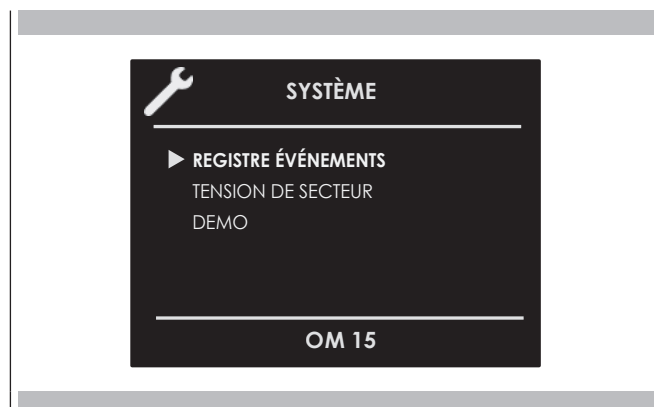 SYSTÈME
REGISTRE ÉVÉNEMENTS
TENSION DE SECTEUR
DEMO
OM 15